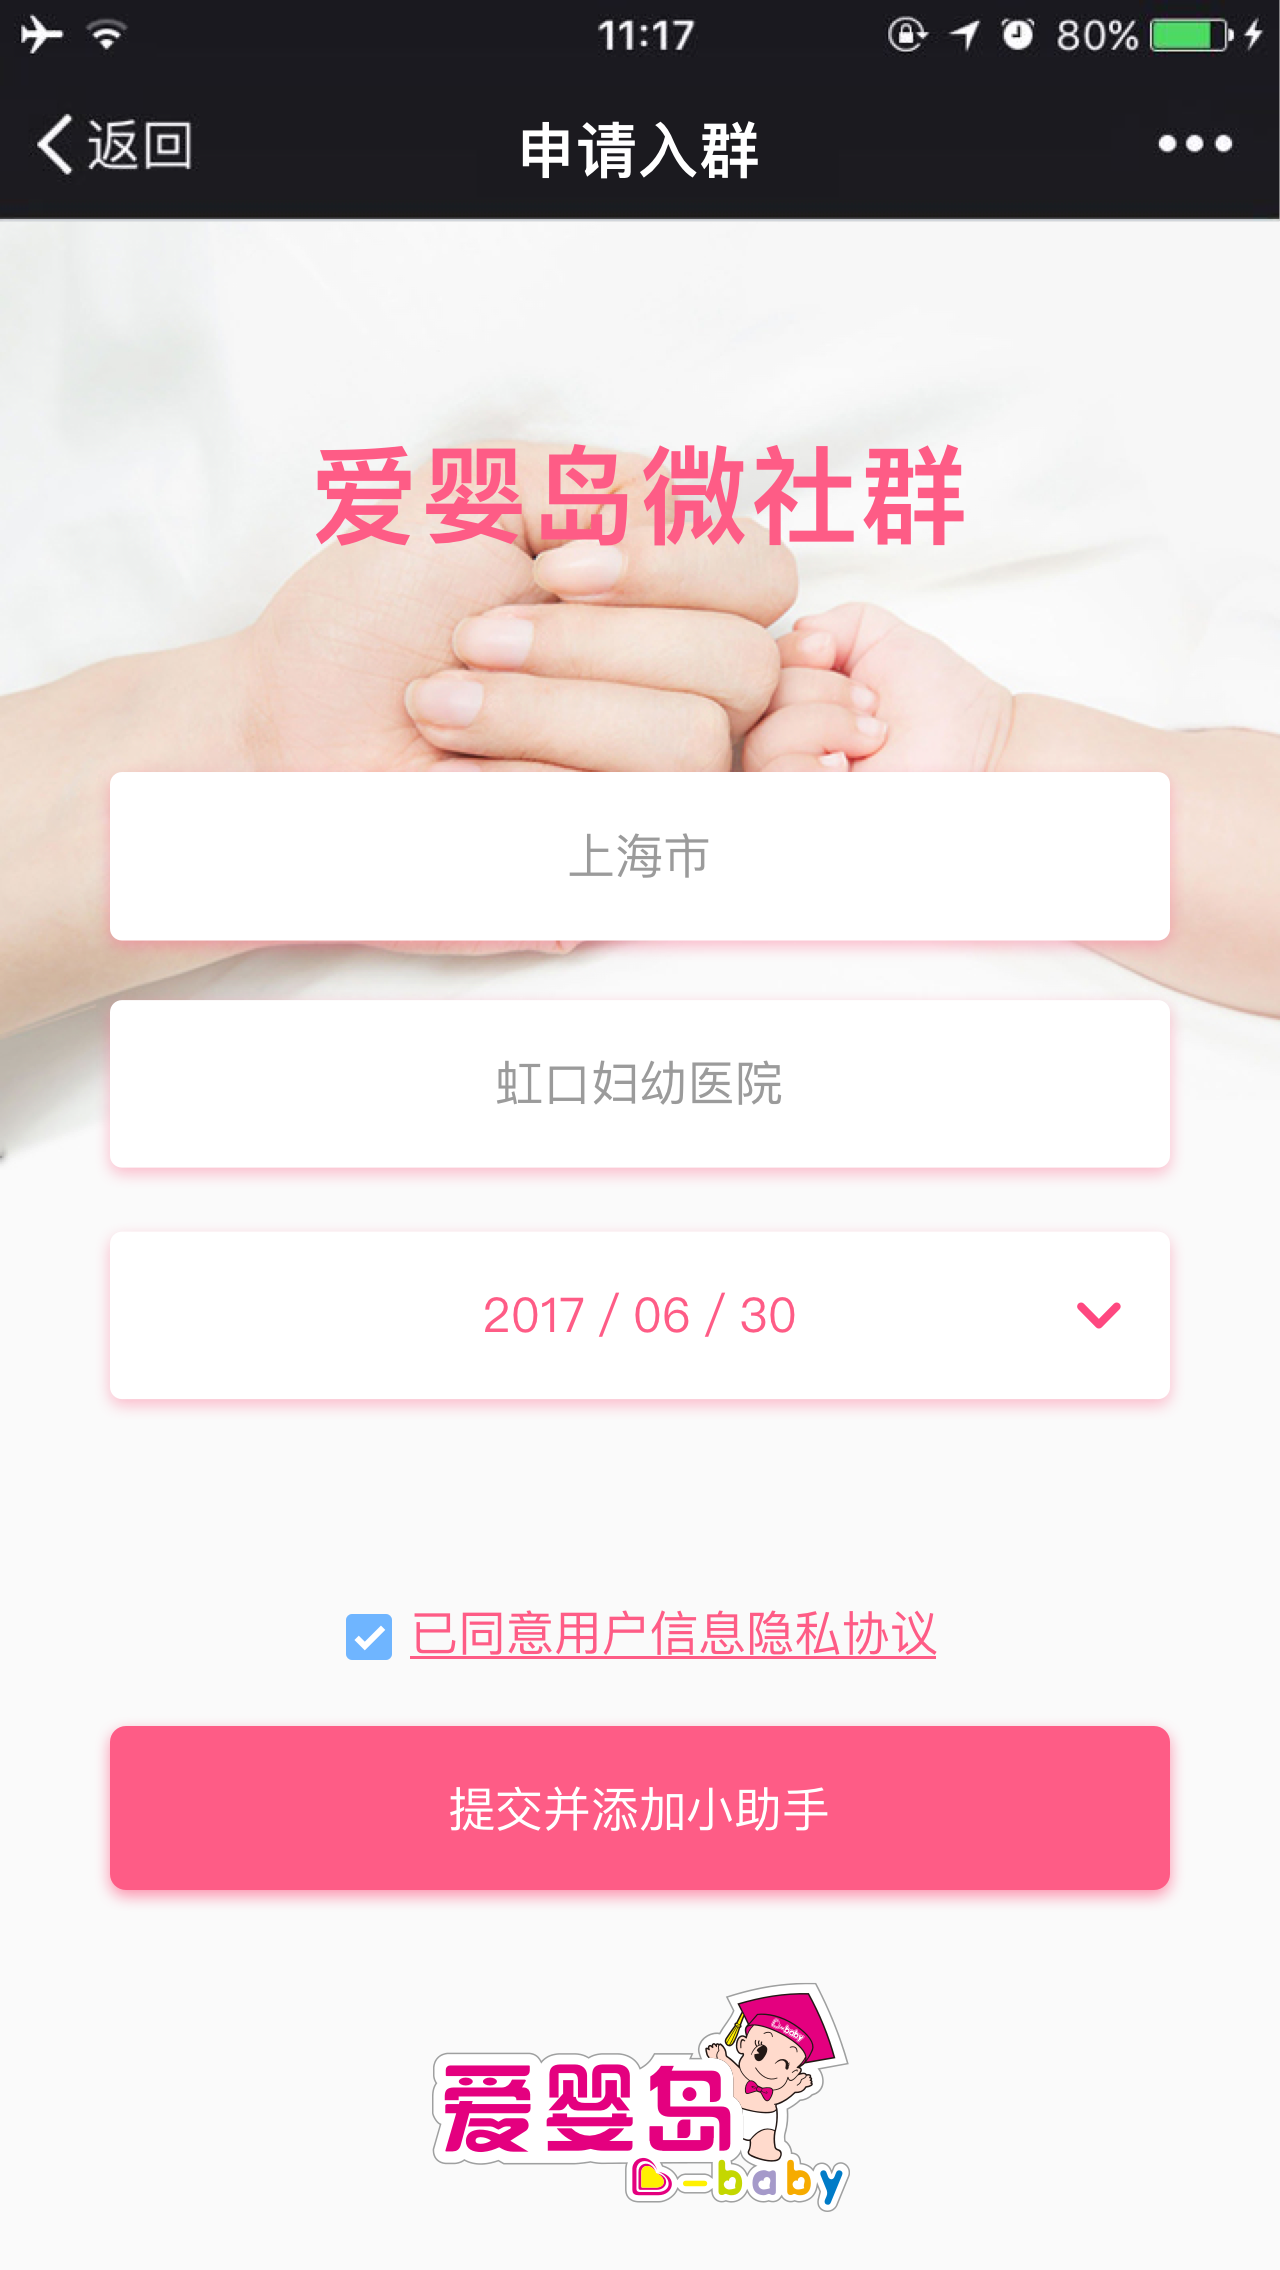 11:17
80%
返回
申请入群
•••
爱婴岛微社群
上海市
虹口妇幼医院
2017 / 06 / 30
已同意用户信息隐私协议
提交并添加小助手
D-baby
爱婴岛
D-baby